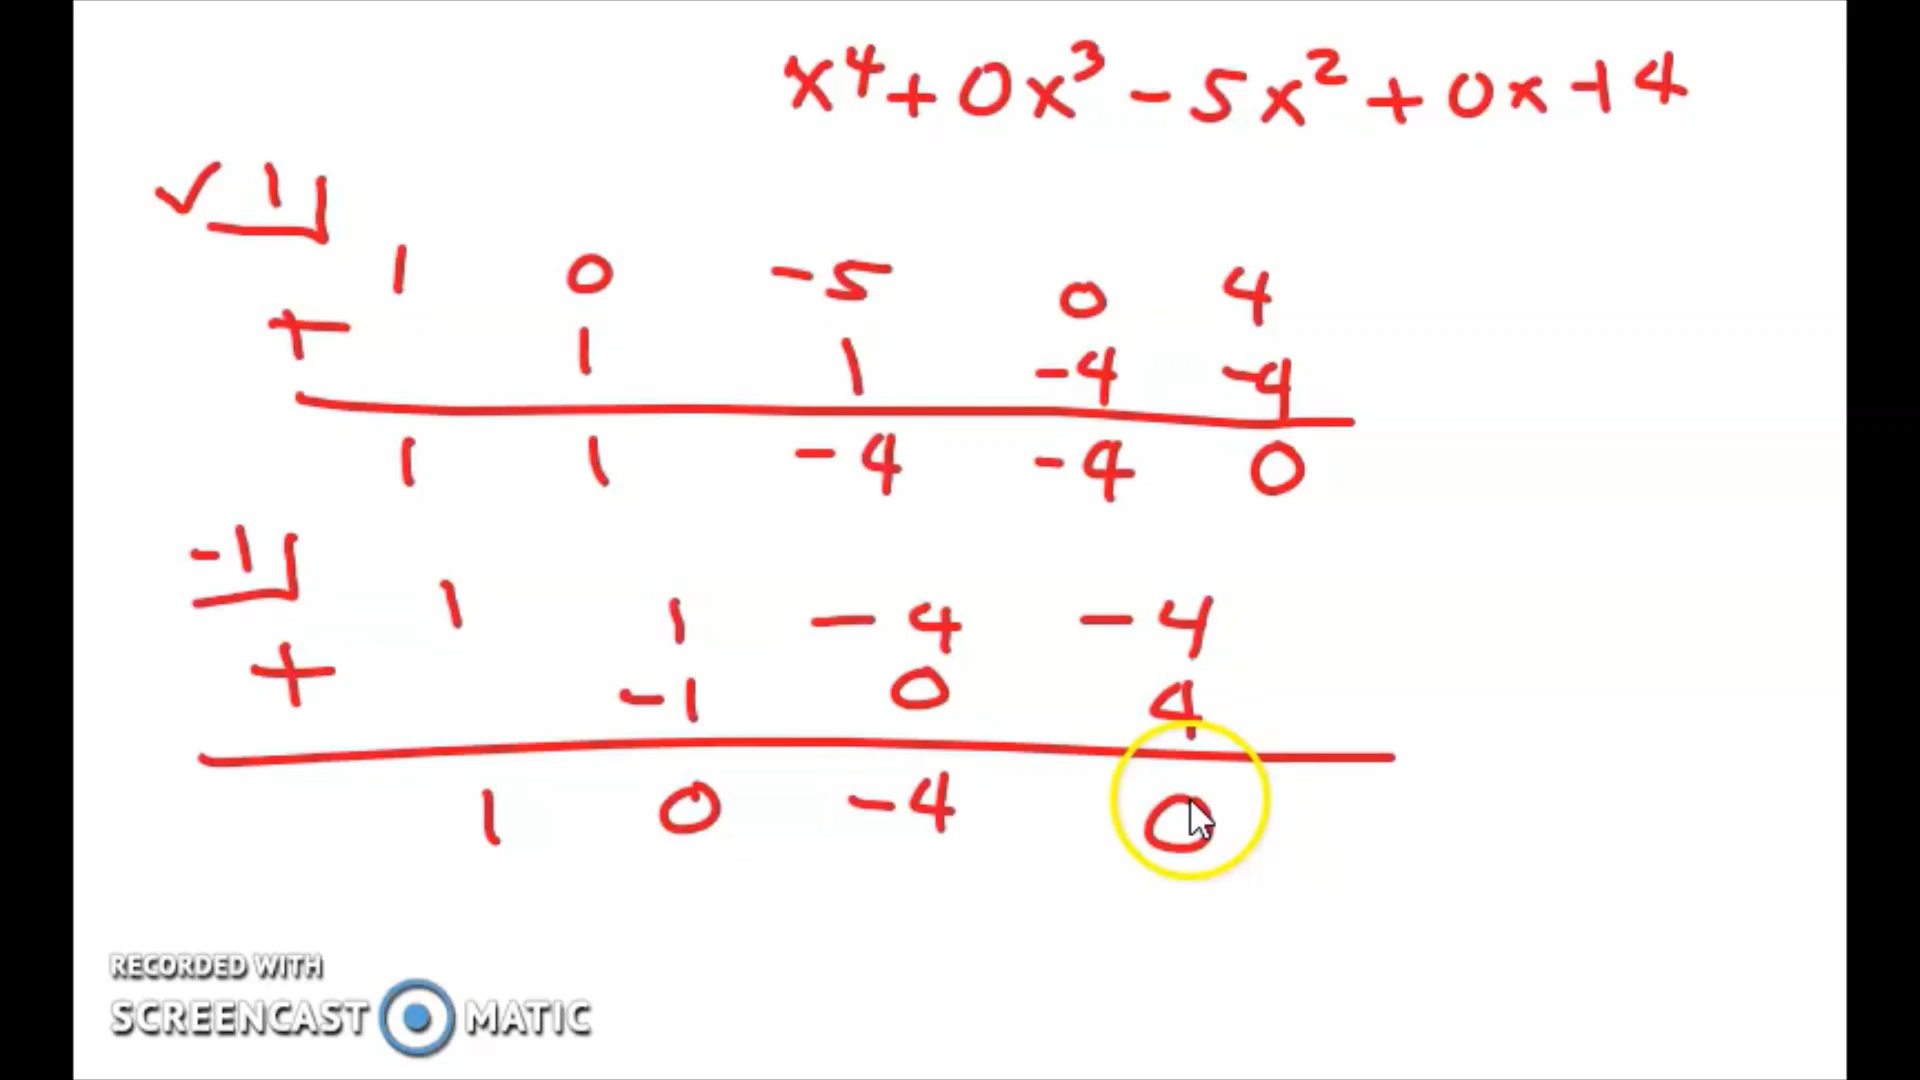 x⁴+0x³-5x²+0x+4
✓ 1
1 0 -5 0 4
+ 1 1 -4 -4
1 1 -4 -4 0
-1
1 1 -4 -4
+ -1 0 4
1 0 -4 0
RECORDED WITH
SCREENCAST MATIC